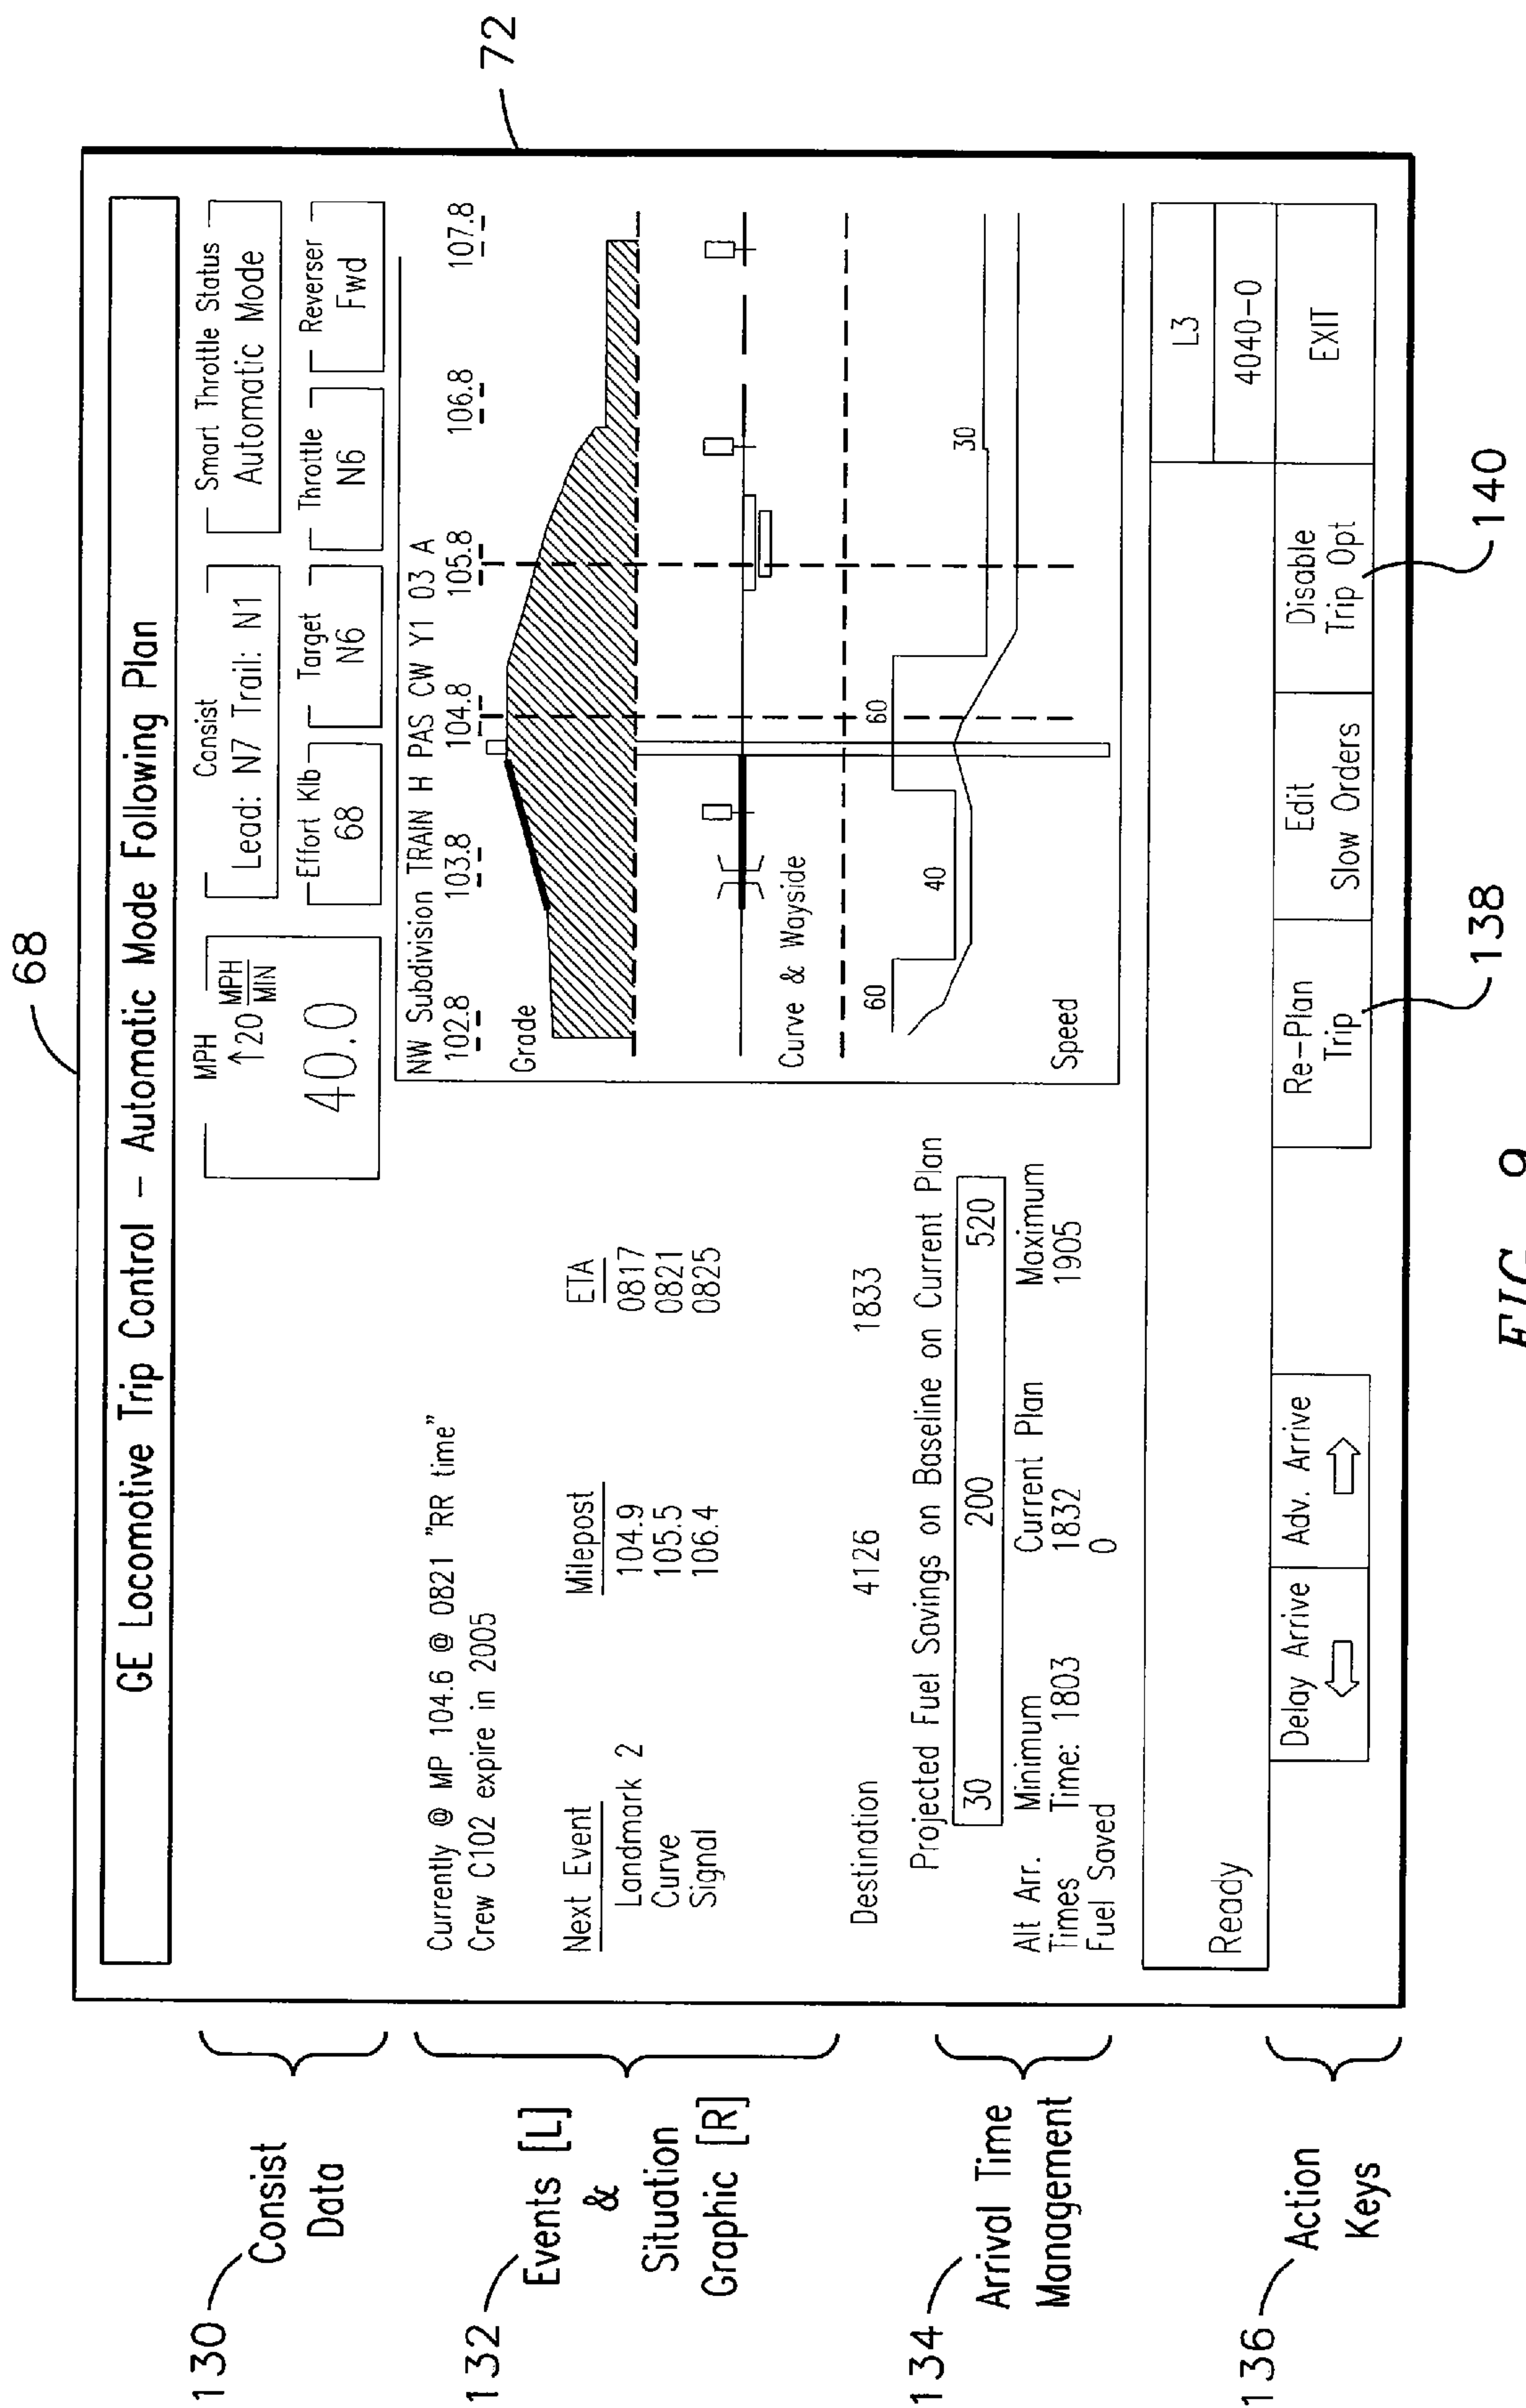 68
72
GE Locomotive Trip Control – Automatic Mode Following Plan
130
Consist
Data
MPH
↑20 MPH/MIN
40.0
Consist
Lead: N7 Trail: N1
Smart Throttle Status
Automatic Mode
Effort Klb
68
Target
N6
Throttle
N6
Reverser
Fwd
132
Events [L]
&
Situation
Graphic [R]
Currently @ MP 104.6 @ 0821 "RR time"
Crew C102 expire in 2005
Next Event Milepost ETA
Landmark 2 104.9 0817
Curve 105.5 0821
Signal 106.4 0825
Destination 4126 1833
NW Subdivision TRAIN H PAS CW Y1 03 A
102.8 103.8 104.8 105.8 106.8 107.8
Grade
Curve & Wayside
60 40 60 30
Speed
134
Arrival Time
Management
Projected Fuel Savings on Baseline on Current Plan
30 200 520
Alt Arr. Minimum Current Plan Maximum
Times Time: 1803 1832 1905
Fuel Saved 0
Ready
L3
4040-0
136
Action
Keys
Delay Arrive
Adv. Arrive
Re-Plan
Trip
Edit
Slow Orders
Disable
Trip Opt
EXIT
138
140
FIG. 9